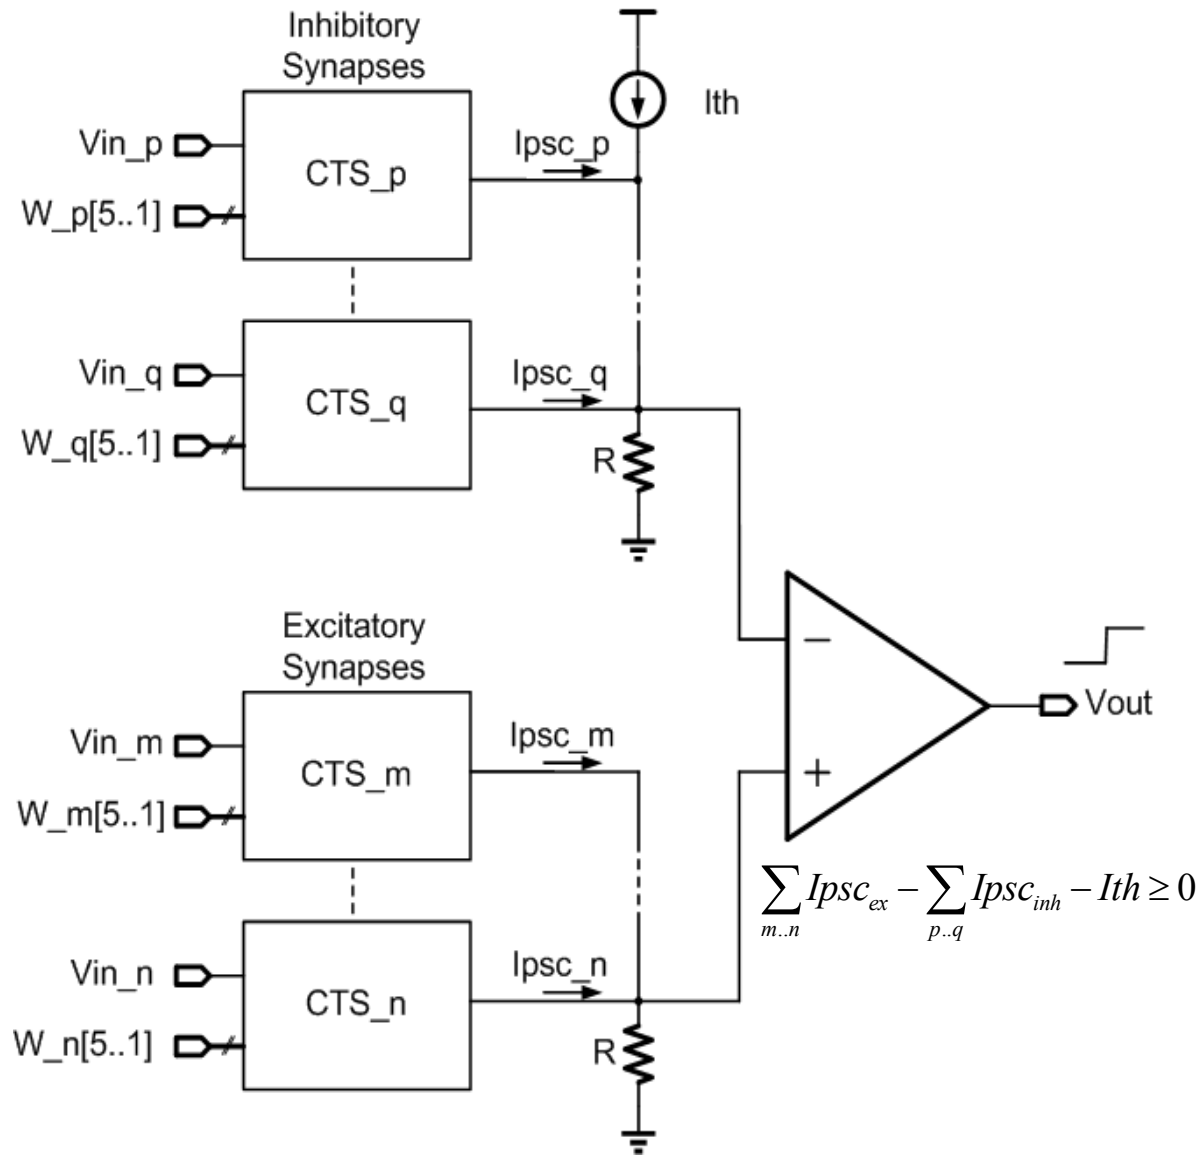 Inhibitory
Synapses
Ith
Vin_p
CTS_p
Ipsc_p
W_p[5..1]
Vin_q
CTS_q
Ipsc_q
W_q[5..1]
R
Excitatory
Synapses
−
Vout
Vin_m
CTS_m
Ipsc_m
+
W_m[5..1]
∑ Ipsc_ex − ∑ Ipsc_inh − Ith ≥ 0
m..n p..q
Vin_n
CTS_n
Ipsc_n
W_n[5..1]
R